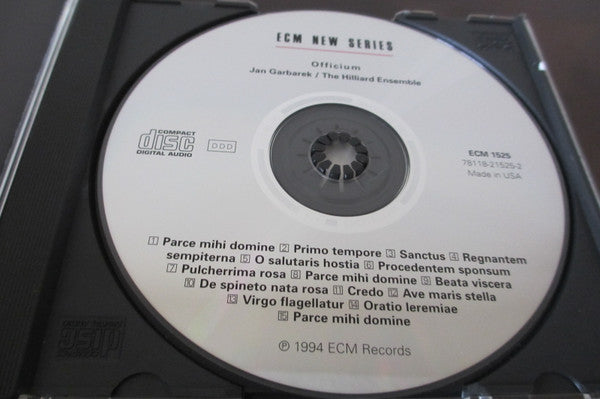 ECM NEW SERIES
Officium
Jan Garbarek / The Hilliard Ensemble
COMPACT
disc
DIGITAL AUDIO
DDD
ECM 1525
78118-21525-2
Made in USA
1 Parce mihi domine 2 Primo tempore 3 Sanctus 4 Regnantem
sempiterna 5 O salutaris hostia 6 Procedentem sponsum
7 Pulcherrima rosa 8 Parce mihi domine 9 Beata viscera
10 De spineto nata rosa 11 Credo 12 Ave maris stella
13 Virgo flagellatur 14 Oratio Ieremiae
15 Parce mihi domine
℗ 1994 ECM Records